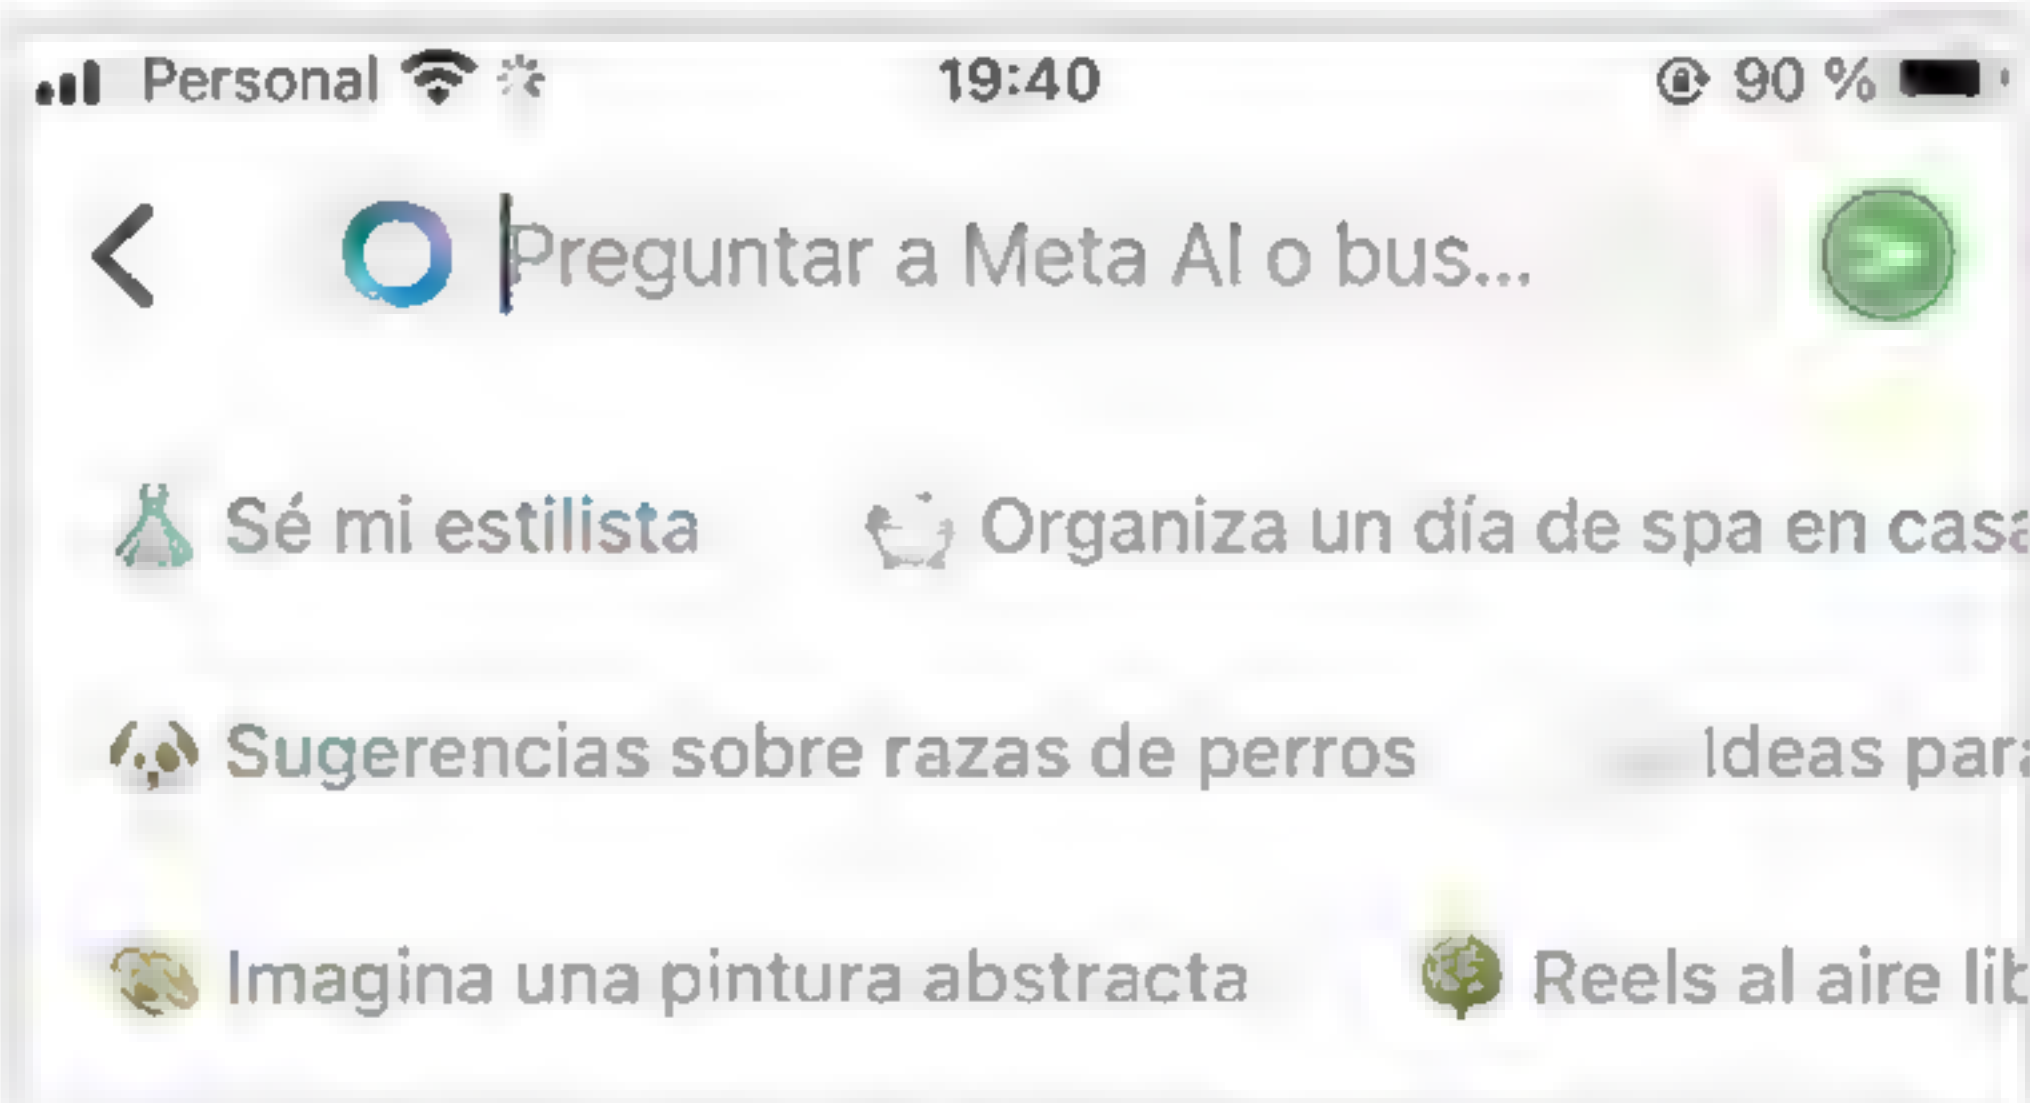 Personal 19:40 90 %
Preguntar a Meta AI o bus...
Sé mi estilista Organiza un día de spa en casa
Sugerencias sobre razas de perros Ideas para
Imagina una pintura abstracta Reels al aire lib